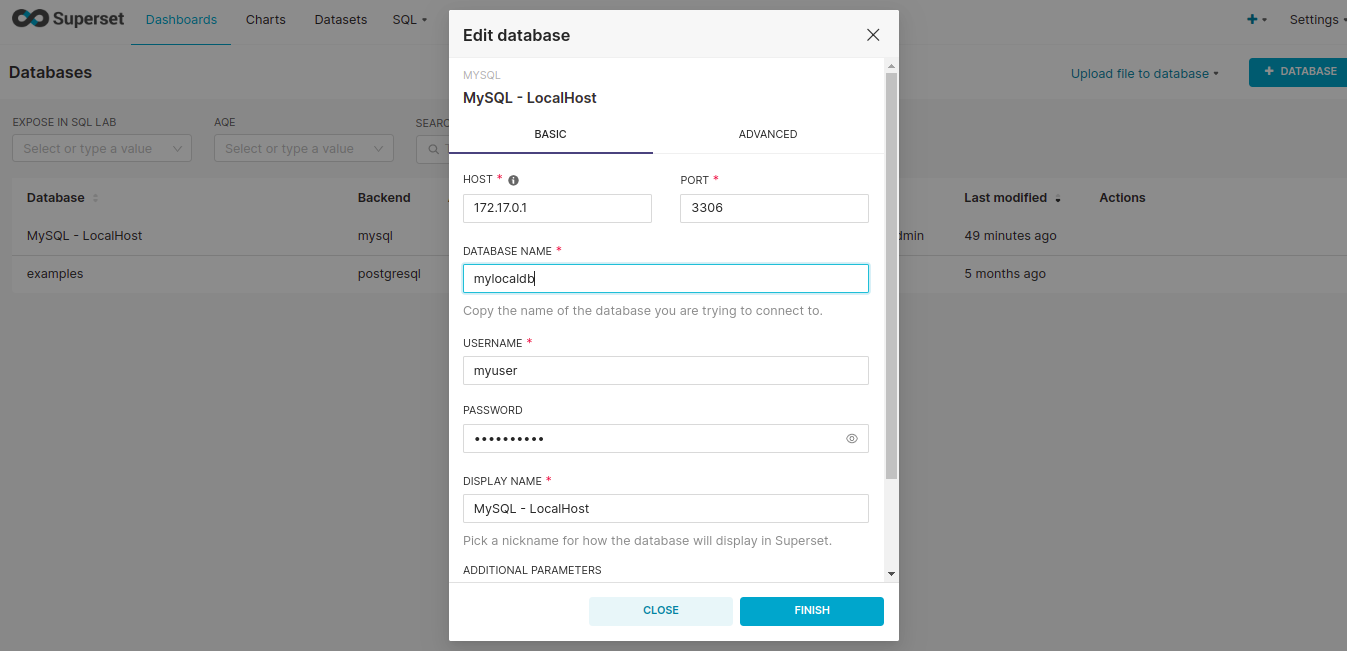 Superset Dashboards Charts Datasets SQL Settings
Databases
Upload file to database + DATABASE
EXPOSE IN SQL LAB AQE
Select or type a value Select or type a value
Database Backend Last modified Actions
MySQL - LocalHost mysql 49 minutes ago
examples postgresql 5 months ago
Edit database
MYSQL
MySQL - LocalHost
BASIC ADVANCED
HOST * PORT *
172.17.0.1 3306
DATABASE NAME *
mylocaldb
Copy the name of the database you are trying to connect to.
USERNAME *
myuser
PASSWORD
••••••••••
DISPLAY NAME *
MySQL - LocalHost
Pick a nickname for how the database will display in Superset.
ADDITIONAL PARAMETERS
CLOSE FINISH